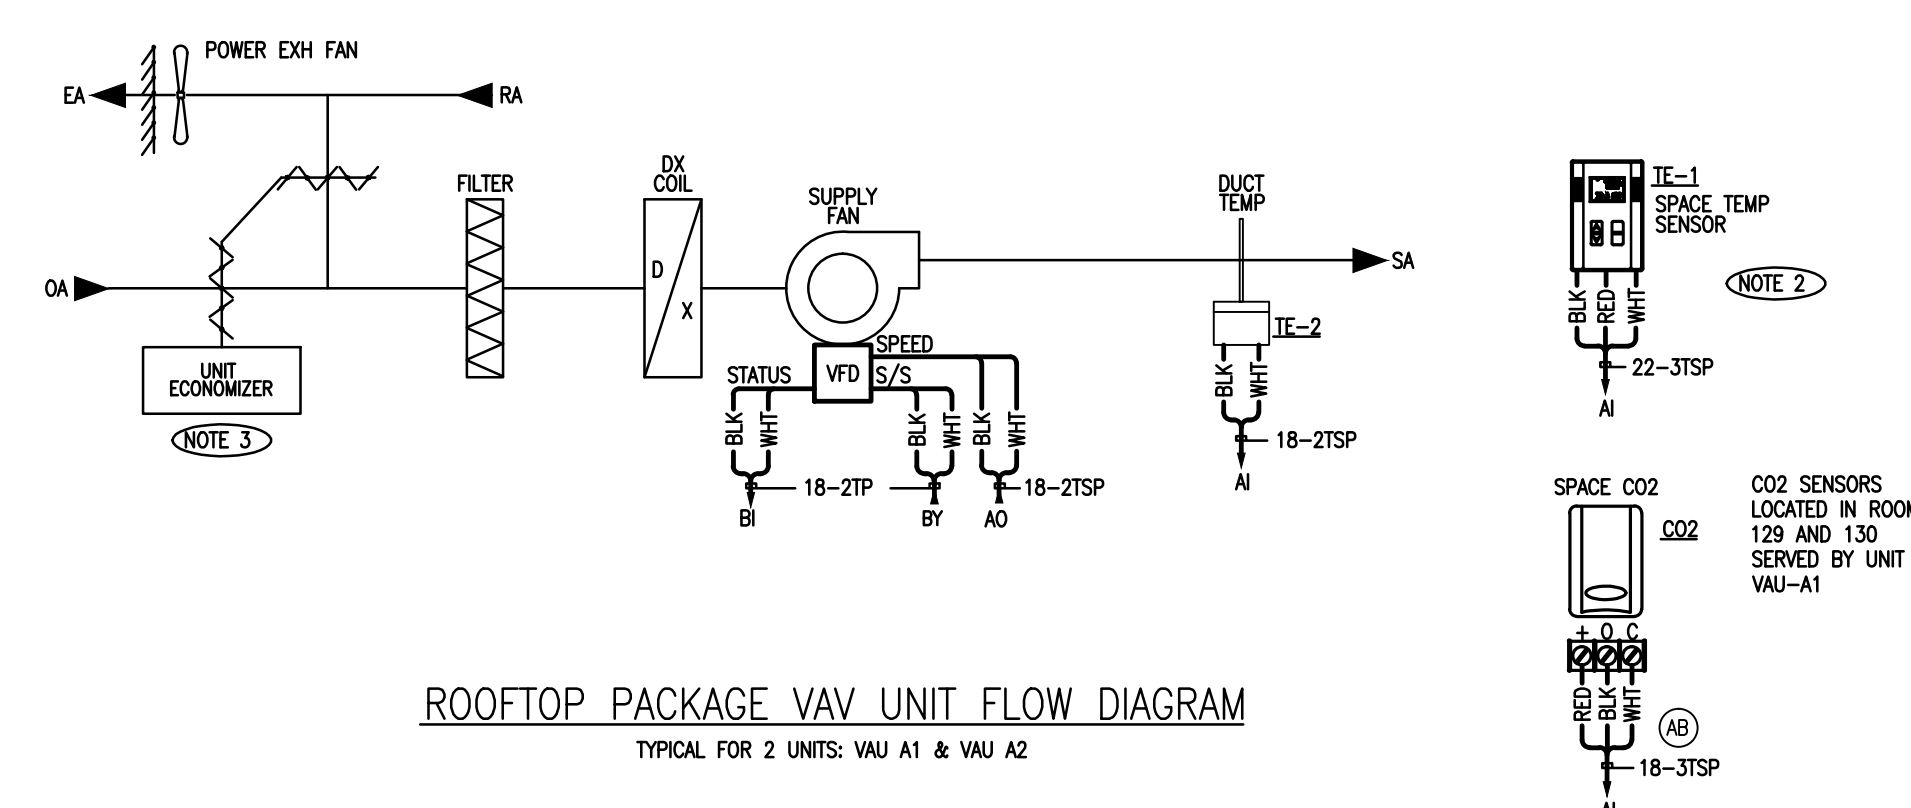 POWER EXH FAN
EA
RA
OA
UNIT
ECONOMIZER
NOTE 3
FILTER
DX
COIL
D
X
SUPPLY
FAN
VFD
STATUS
SPEED
S/S
BLK
WHT
BLK
WHT
BLK
WHT
18-2TP
18-2TSP
BI
BY
AO
DUCT
TEMP
SA
TE-2
BLK
WHT
18-2TSP
AI
TE-1
SPACE TEMP
SENSOR
NOTE 2
BLK
RED
WHT
22-3TSP
AI
SPACE CO2
CO2
CO2 SENSORS
LOCATED IN
129 AND 130
SERVED BY UNIT
VAU-A1
+ O C
RED
BLK
WHT
AB
18-3TSP
ROOFTOP PACKAGE VAV UNIT FLOW DIAGRAM
TYPICAL FOR 2 UNITS: VAU A1 & VAU A2